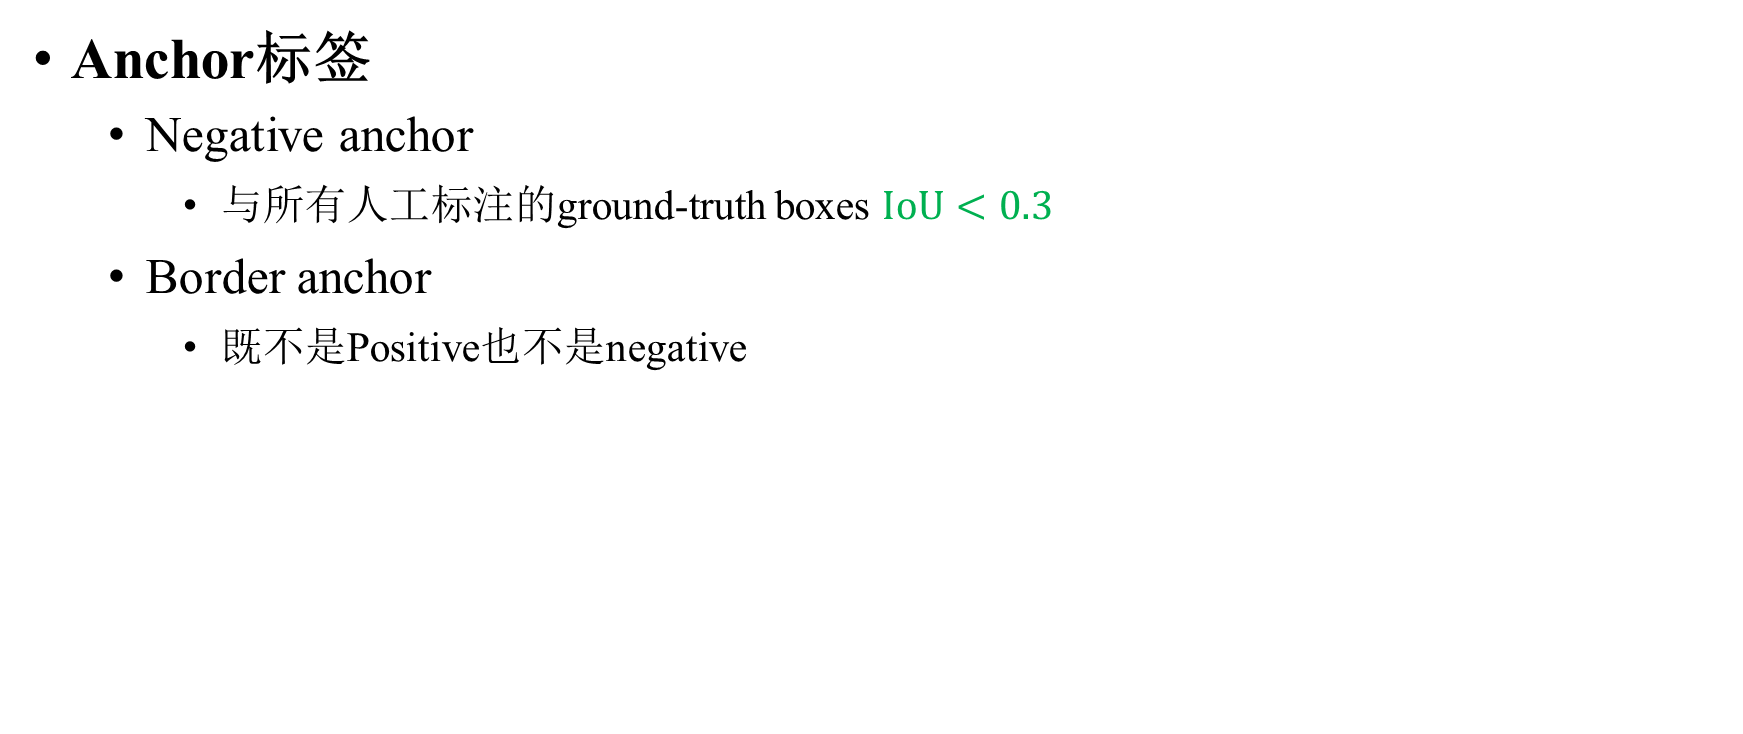 • Anchor标签
• Negative anchor
• 与所有人工标注的ground-truth boxes IoU < 0.3
• Border anchor
• 既不是Positive也不是negative